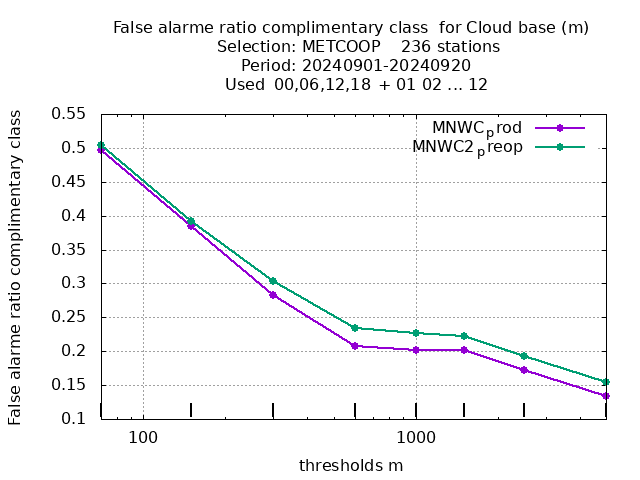 False alarme ratio complimentary class  for Cloud base (m)
Selection: METCOOP    236 stations
Period: 20240901-20240920
Used  00,06,12,18 + 01 02 ... 12
False alarme ratio complimentary class
MNWC_prod
MNWC2_preop
0.55
0.5
0.45
0.4
0.35
0.3
0.25
0.2
0.15
0.1
100
1000
thresholds m